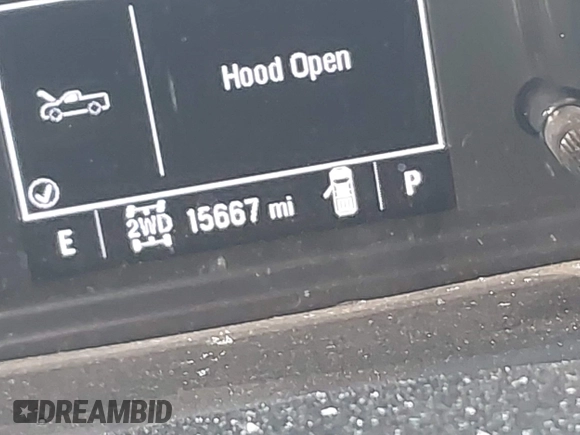 Hood Open
E 2WD 15667 mi P
DREAMBID